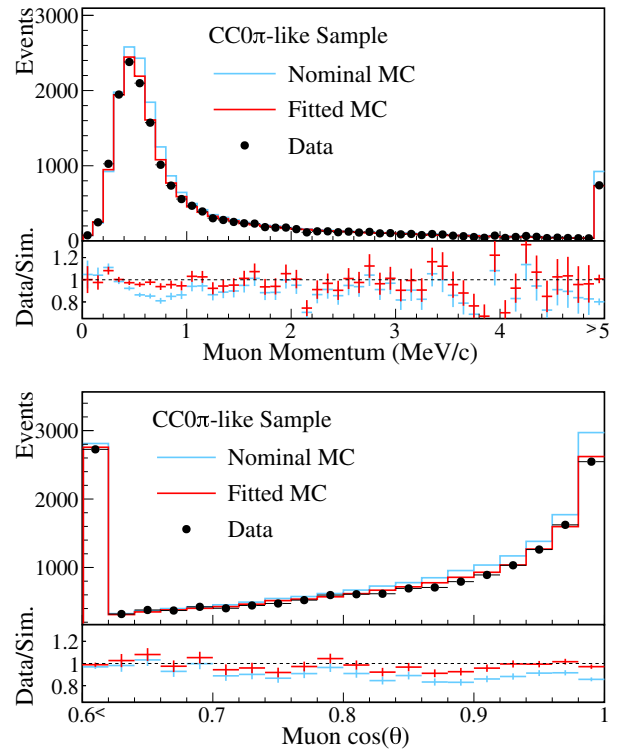 Events
3000
2000
1000
0
CC0π-like Sample
Nominal MC
Fitted MC
Data
Data/Sim.
1.2
1
0.8
0 1 2 3 4 >5
Muon Momentum (MeV/c)
Events
3000
2000
1000
CC0π-like Sample
Nominal MC
Fitted MC
Data
Data/Sim.
1.2
1
0.8
0.6< 0.7 0.8 0.9 1
Muon cos(θ)